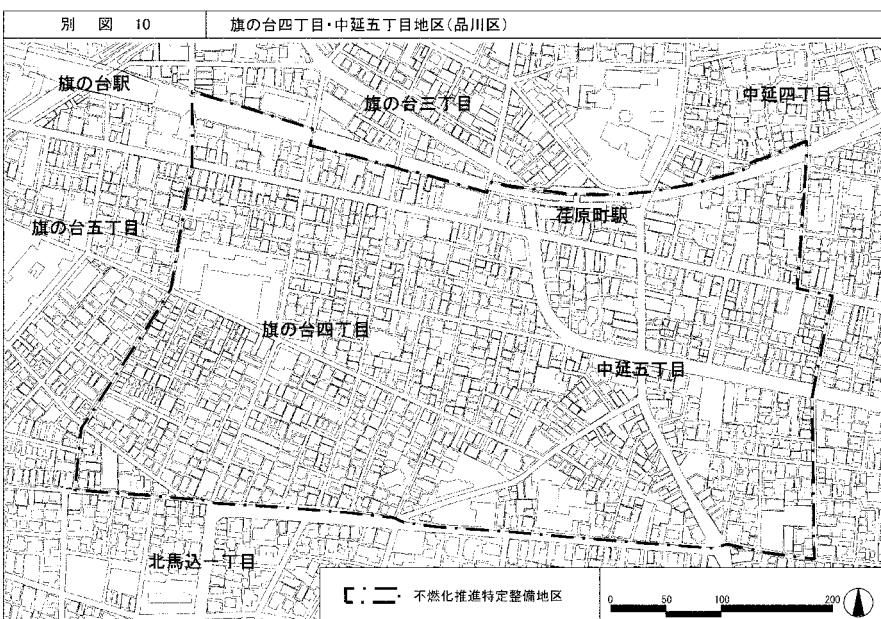 別 図 10
旗の台四丁目・中延五丁目地区(品川区)
旗の台駅
旗の台三丁目
中延四丁目
荏原町駅
旗の台五丁目
旗の台四丁目
中延五丁目
北馬込一丁目
不燃化推進特定整備地区
0 50 100 200